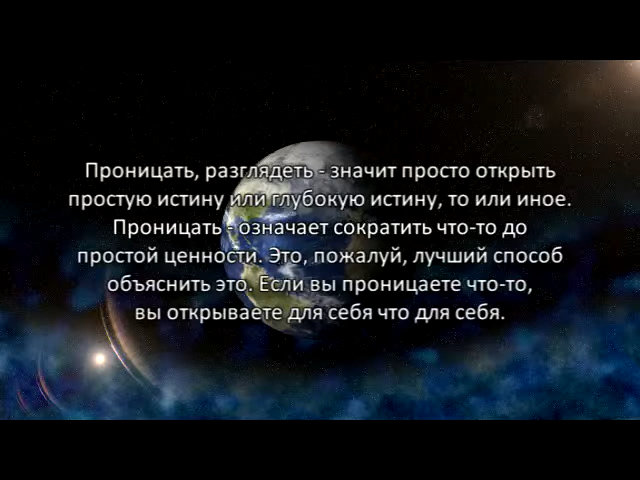 Проницать, разглядеть - значит просто открыть
простую истину или глубокую истину, то или иное.
Проницать - означает сократить что-то до
простой ценности. Это, пожалуй, лучший способ
объяснить это. Если вы проницаете что-то,
вы открываете для себя что для себя.